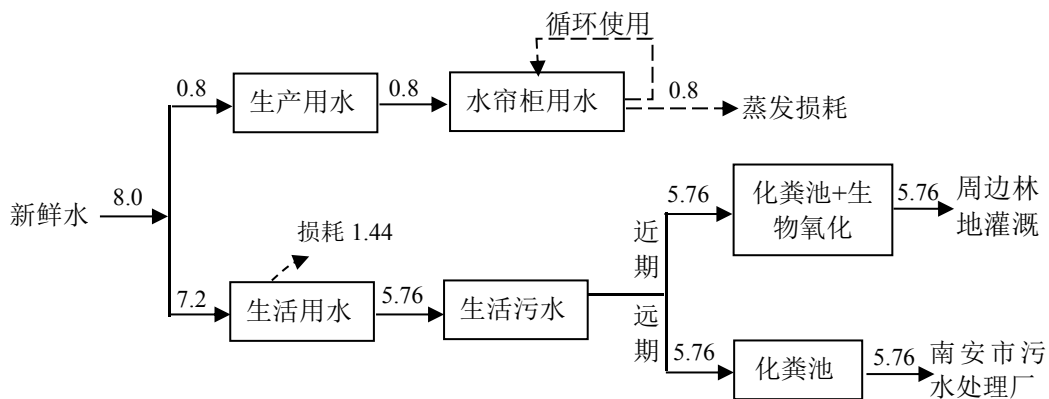 循环使用
0.8
生产用水
0.8
水帘柜用水
0.8
蒸发损耗
新鲜水
8.0
损耗 1.44
7.2
生活用水
5.76
生活污水
近期
远期
5.76
化粪池+生
物氧化
5.76
周边林
地灌溉
5.76
化粪池
5.76
南安市污
水处理厂